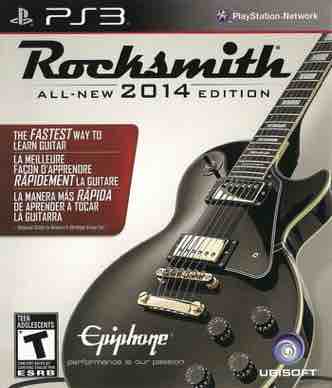 PS3
PlayStation Network
Rocksmith
ALL-NEW 2014 EDITION
THE FASTEST WAY TO
LEARN GUITAR
LA MEILLEURE
FAÇON D'APPRENDRE
RAPIDEMENT LA GUITARE
LA MANERA MÁS RÁPIDA
DE APRENDER A TOCAR
LA GUITARRA
TEEN
ADOLESCENTS
T
ESRB
Epiphone
performance is our passion
UBISOFT